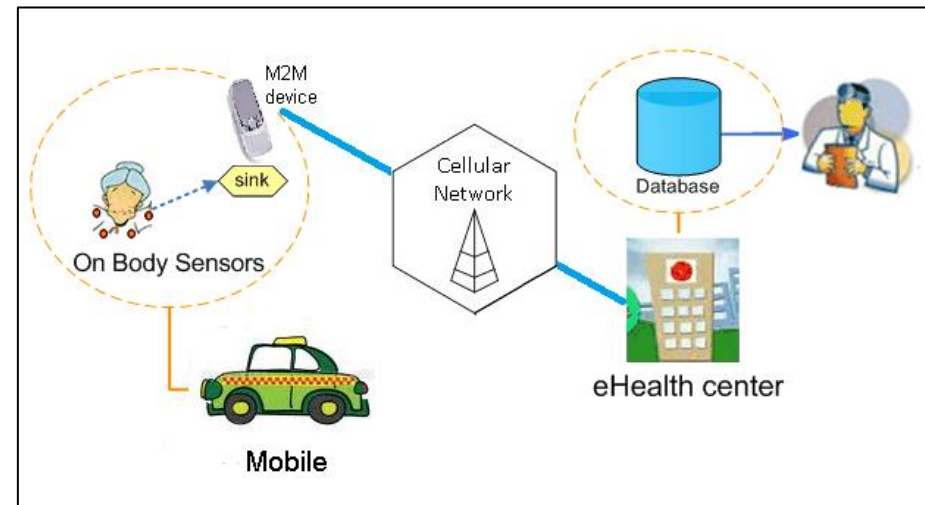 M2M
device
sink
On Body Sensors
Mobile
Cellular
Network
Database
eHealth center